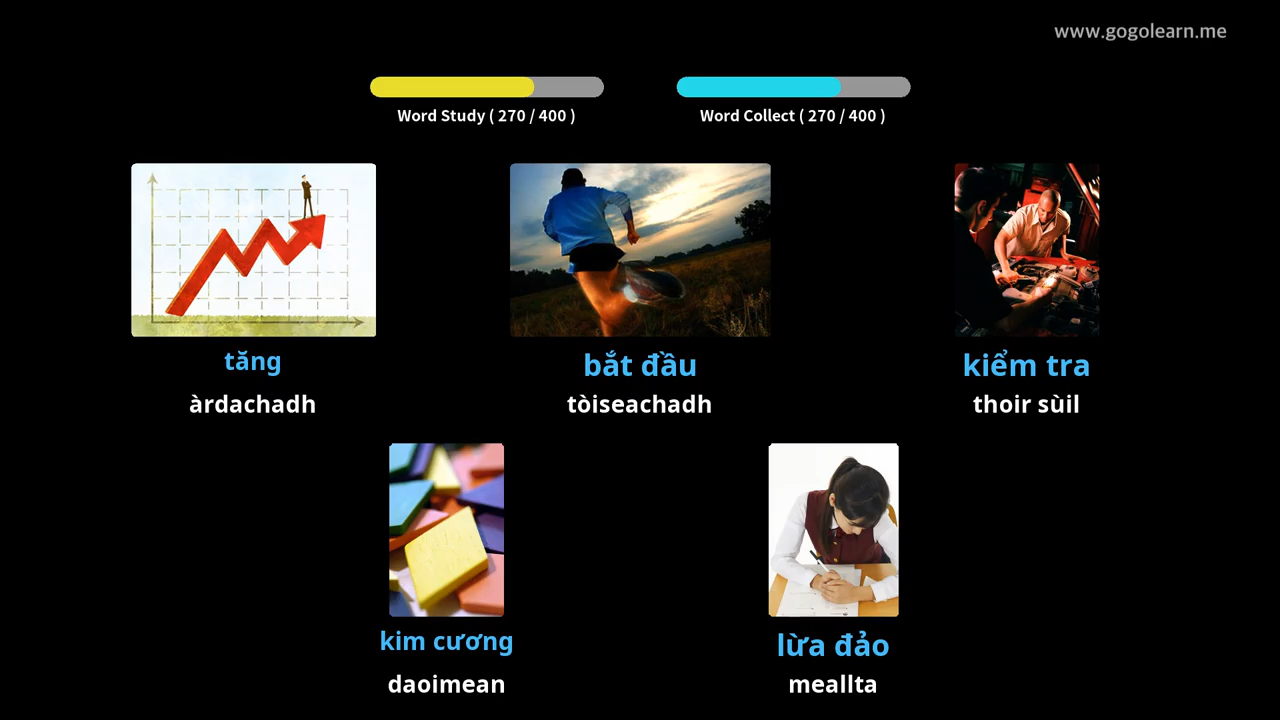 www.gogolearn.me
Word Study ( 270 / 400 )
Word Collect ( 270 / 400 )
tăng
àrdachadh
bắt đầu
tòiseachadh
kiểm tra
thoir sùil
kim cương
daoimean
lừa đảo
meallta